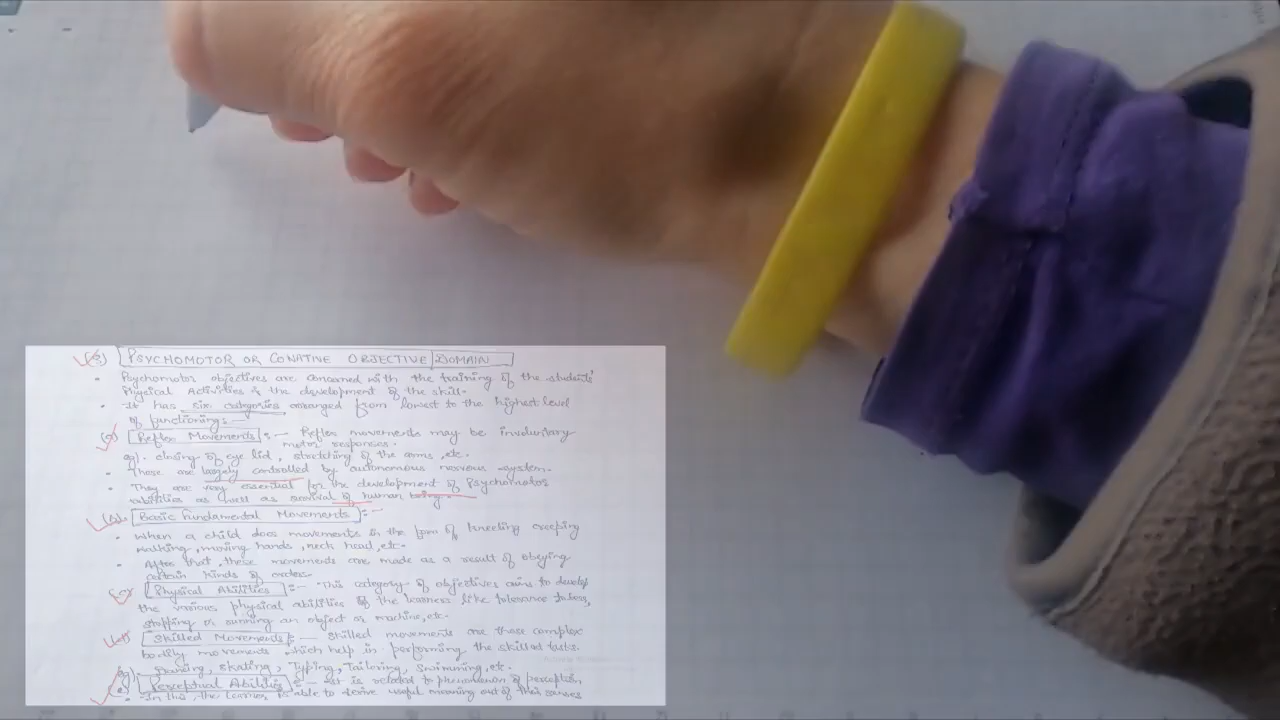 (3) PSYCHOMOTOR OR CONATIVE OBJECTIVE DOMAIN
• Psychomotor objectives are concerned with the training of the students'
Physical Activities & the development of the skill.
• It has six categories arranged from lowest to the highest level
of functioning:—
(a) Reflex Movements :— Reflex movements may be involuntary
motor responses.
eg). closing of eye lid, stretching of the arms, etc.
• These are largely controlled by autonomous nervous system.
• They are very essential for the development of Psychomotor
abilities as well as survival of human being.
(b) Basic Fundamental Movements :—
• When a child does movements in the form of kneeling creeping
walking, moving hands, neck head, etc.
• After that, these movements are made as a result of obeying
certain kinds of orders.
(c) Physical Abilities :— This category of objectives aims to develop
the various physical abilities of the learners like tolerance
stopping or running an object or machine, etc.
(d) Skilled Movements :— Skilled movements are those complex
bodily movements which help in performing the skilled tasks.
eg). Skating, Typing, Tailoring, Swimming, etc.
(e) Perceptual Abilities :— It is related to phenomenon of perception
• In this, the learner is able to derive useful meaning out of their senses